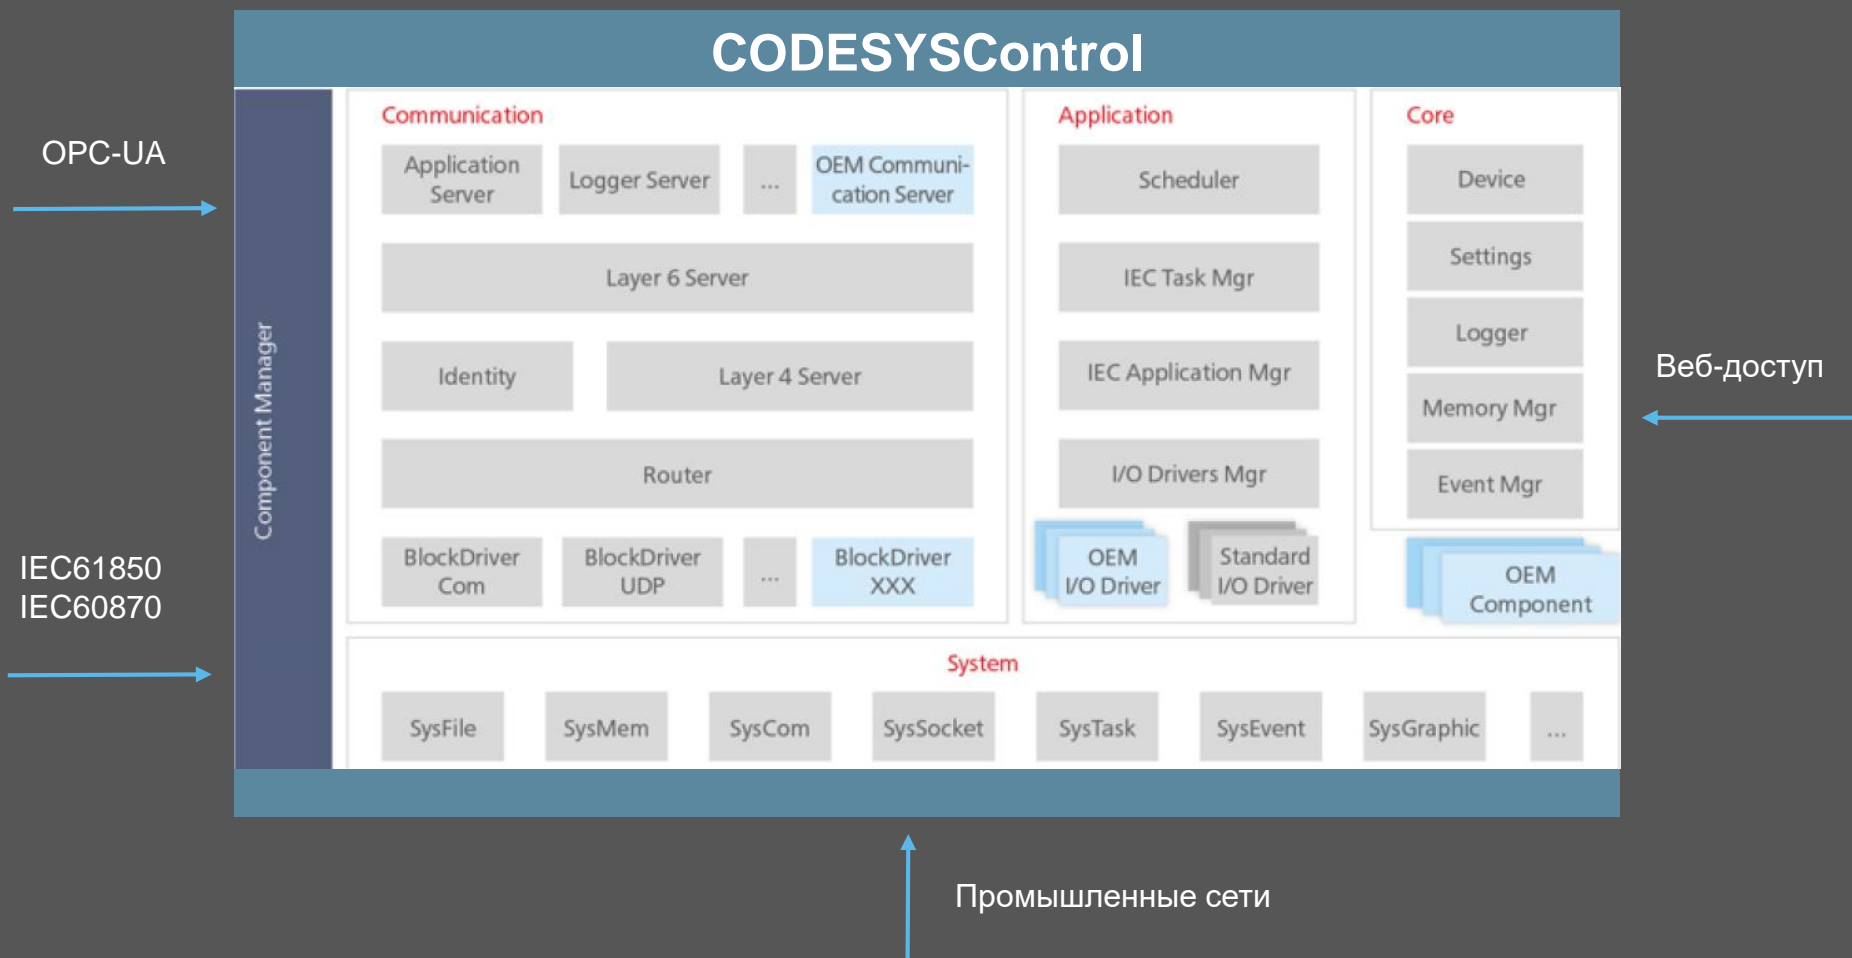 CODESYSControl
OPC-UA
IEC61850
IEC60870
Component Manager
Communication
Application
Server
Logger Server
...
OEM Communi-
cation Server
Layer 6 Server
Identity
Layer 4 Server
Router
BlockDriver
Com
BlockDriver
UDP
...
BlockDriver
XXX
Application
Scheduler
IEC Task Mgr
IEC Application Mgr
I/O Drivers Mgr
OEM
I/O Driver
Standard
I/O Driver
Core
Device
Settings
Logger
Memory Mgr
Event Mgr
OEM
Component
System
SysFile
SysMem
SysCom
SysSocket
SysTask
SysEvent
SysGraphic
...
Веб-доступ
Промышленные сети